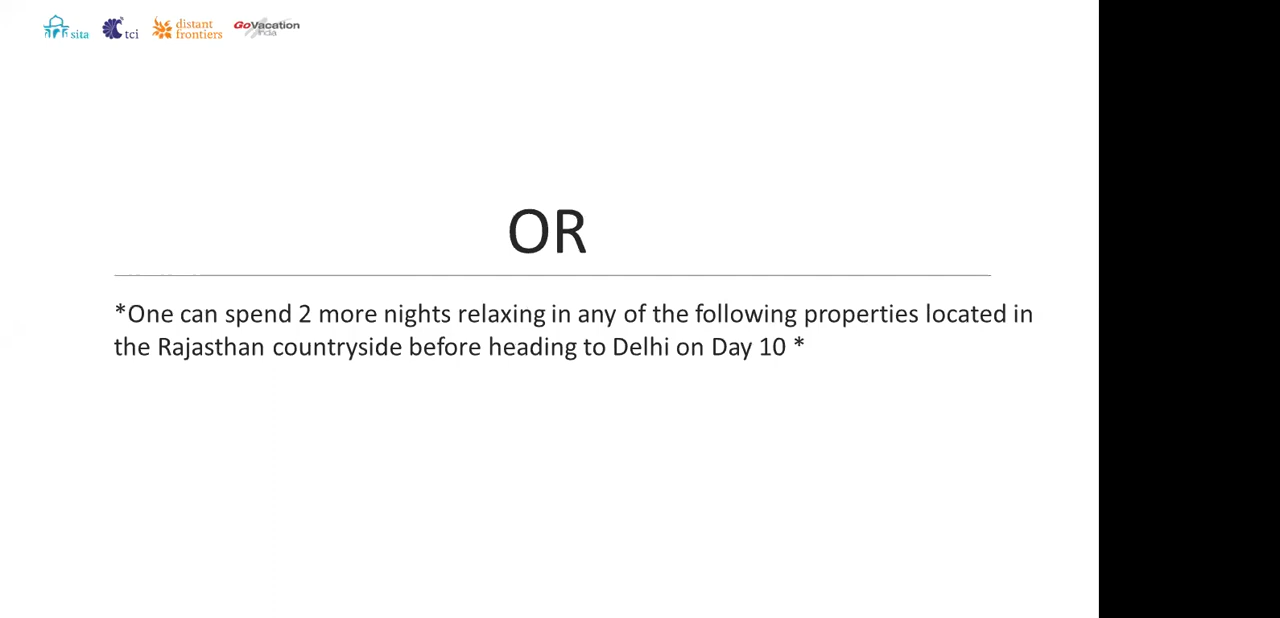 sita tci distant frontiers GoVacation India
OR
*One can spend 2 more nights relaxing in any of the following properties located in
the Rajasthan countryside before heading to Delhi on Day 10 *